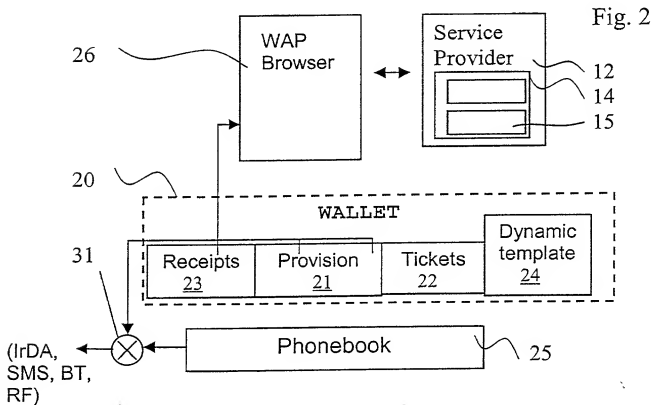 Fig. 2
26
WAP
Browser
Service
Provider
12
14
15
20
WALLET
Receipts
23
Provision
21
Tickets
22
Dynamic
template
24
31
Phonebook
25
(IrDA,
SMS, BT,
RF)